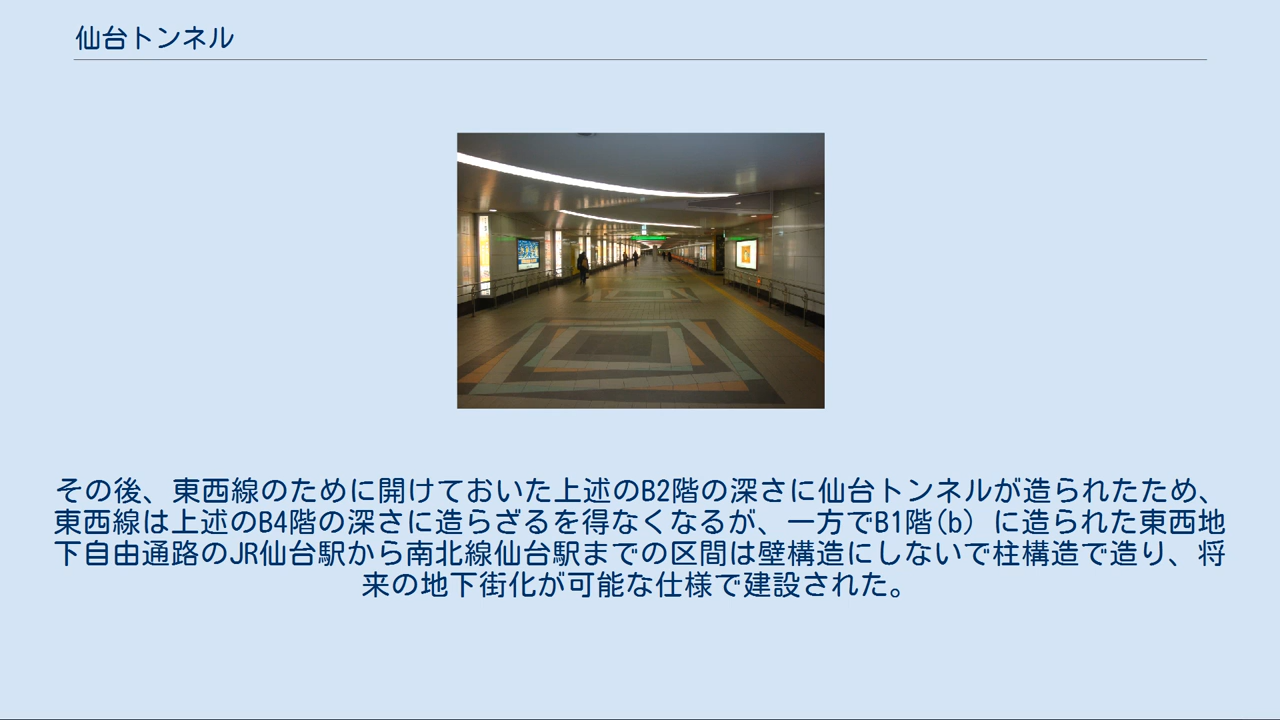 仙台トンネル
その後、東西線のために開けておいた上述のB2階の深さに仙台トンネルが造られたため、
東西線は上述のB4階の深さに造らざるを得なくなるが、一方でB1階(b) に造られた東西地
下自由通路のJR仙台駅から南北線仙台駅までの区間は壁構造にしないで柱構造で造り、将
来の地下街化が可能な仕様で建設された。